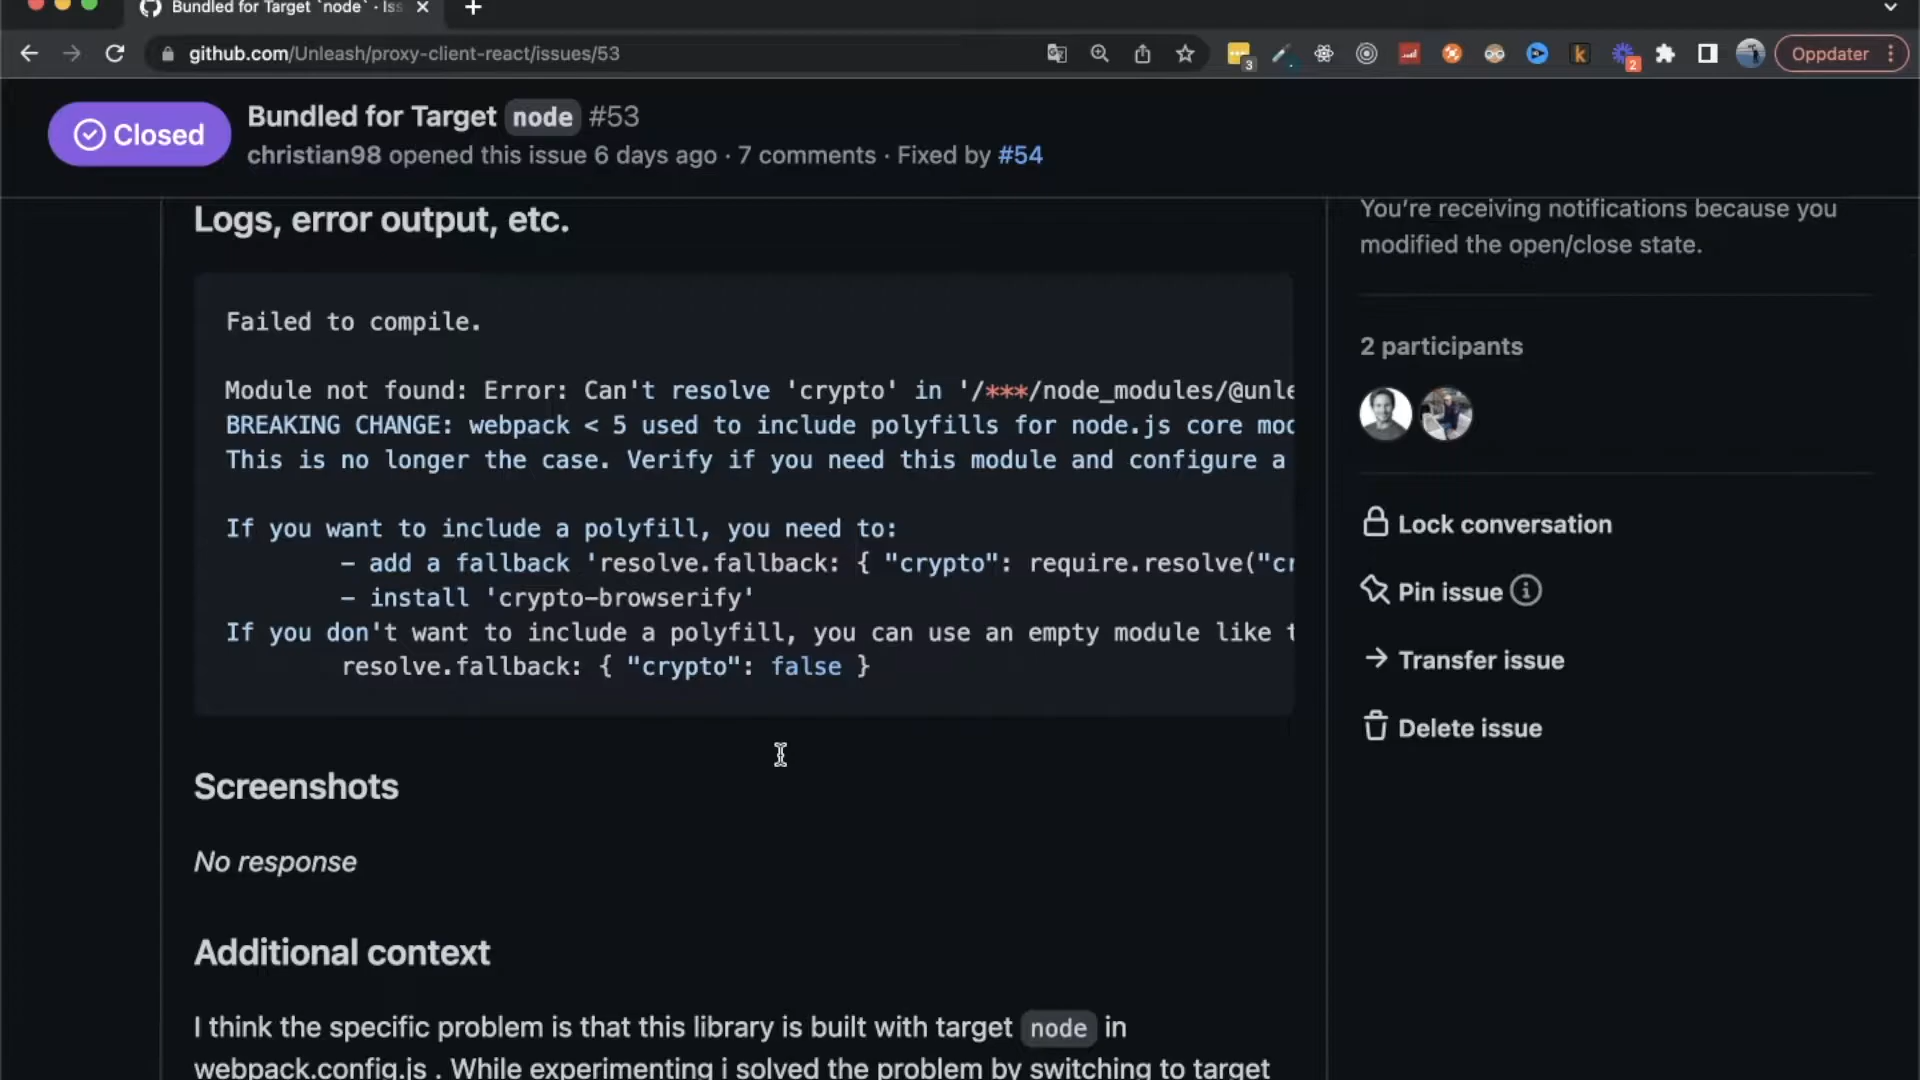 Bundled for Target `node` · Iss
github.com/Unleash/proxy-client-react/issues/53
3
k
2
Oppdater
Closed
Bundled for Target node #53
christian98 opened this issue 6 days ago · 7 comments · Fixed by #54
Logs, error output, etc.
Failed to compile.
Module not found: Error: Can't resolve 'crypto' in '/***/node_modules/@unle
BREAKING CHANGE: webpack < 5 used to include polyfills for node.js core mod
This is no longer the case. Verify if you need this module and configure a
If you want to include a polyfill, you need to:
- add a fallback 'resolve.fallback: { "crypto": require.resolve("cr
- install 'crypto-browserify'
If you don't want to include a polyfill, you can use an empty module like t
resolve.fallback: { "crypto": false }
Screenshots
No response
Additional context
I think the specific problem is that this library is built with target node in
webpack.config.js . While experimenting i solved the problem by switching to target
You're receiving notifications because you
modified the open/close state.
2 participants
Lock conversation
Pin issue
Transfer issue
Delete issue